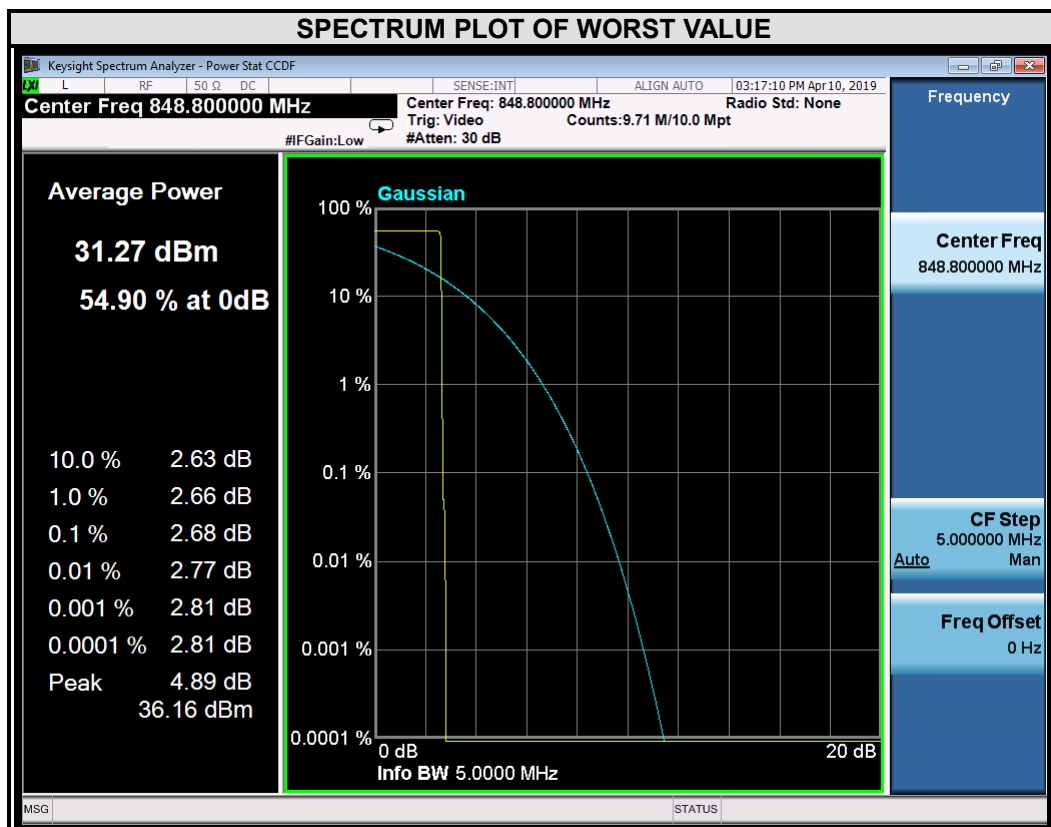 SPECTRUM PLOT OF WORST VALUE
Keysight Spectrum Analyzer - Power Stat CCDF
LXI L RF 50 Ω DC SENSE:INT ALIGN AUTO 03:17:10 PM Apr 10, 2019
Center Freq 848.800000 MHz
#IFGain:Low
Center Freq: 848.800000 MHz Radio Std: None
Trig: Video Counts:9.71 M/10.0 Mpt
#Atten: 30 dB
Average Power
31.27 dBm
54.90 % at 0dB
10.0 % 2.63 dB
1.0 % 2.66 dB
0.1 % 2.68 dB
0.01 % 2.77 dB
0.001 % 2.81 dB
0.0001 % 2.81 dB
Peak 4.89 dB
36.16 dBm
Gaussian
100 %
10 %
1 %
0.1 %
0.01 %
0.001 %
0.0001 %
0 dB 20 dB
Info BW 5.0000 MHz
Frequency
Center Freq
848.800000 MHz
CF Step
5.000000 MHz
Auto Man
Freq Offset
0 Hz
MSG STATUS